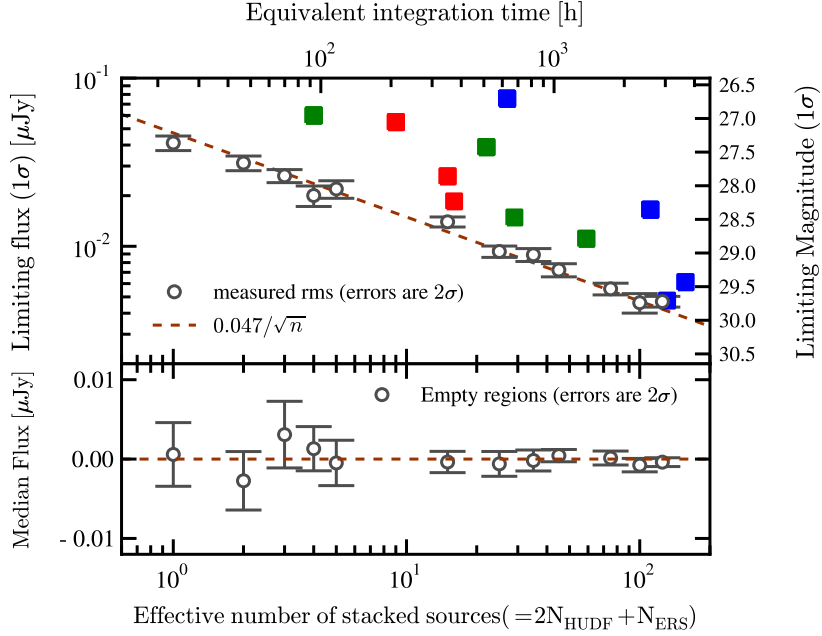 Equivalent integration time [h]
10² 10³
Limiting flux (1σ) [μJy]
10⁻¹
10⁻²
26.5
27.0
27.5
28.0
28.5
29.0
29.5
30.0
30.5
Limiting Magnitude (1σ)
measured rms (errors are 2σ)
0.047/√n
Median Flux [μJy]
0.01
0.00
- 0.01
Empty regions (errors are 2σ)
10⁰ 10¹ 10²
Effective number of stacked sources( =2N_HUDF +N_ERS)